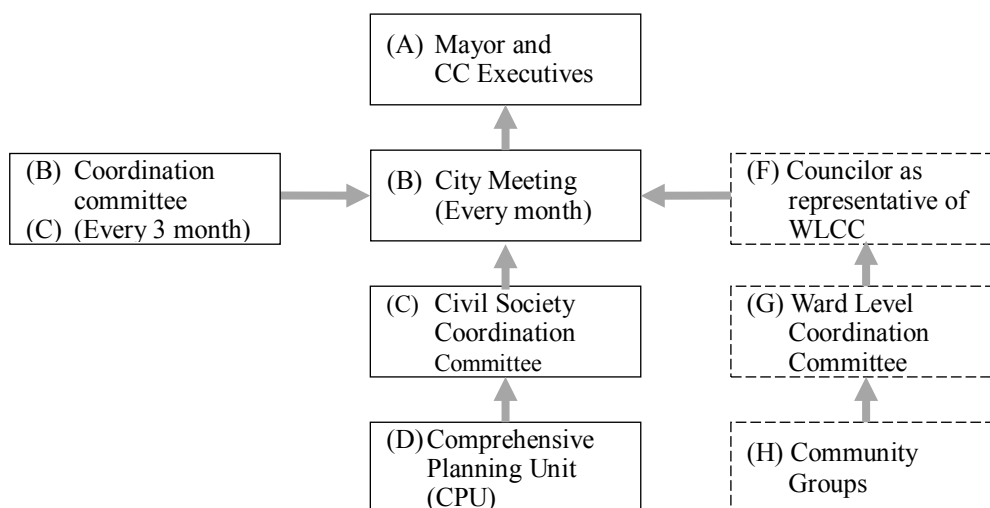 (A) Mayor and
CC Executives
(B) Coordination
committee
(C) (Every 3 month)
(B) City Meeting
(Every month)
(F) Councilor as
representative of
WLCC
(C) Civil Society
Coordination
Committee
(G) Ward Level
Coordination
Committee
(D) Comprehensive
Planning Unit
(CPU)
(H) Community
Groups